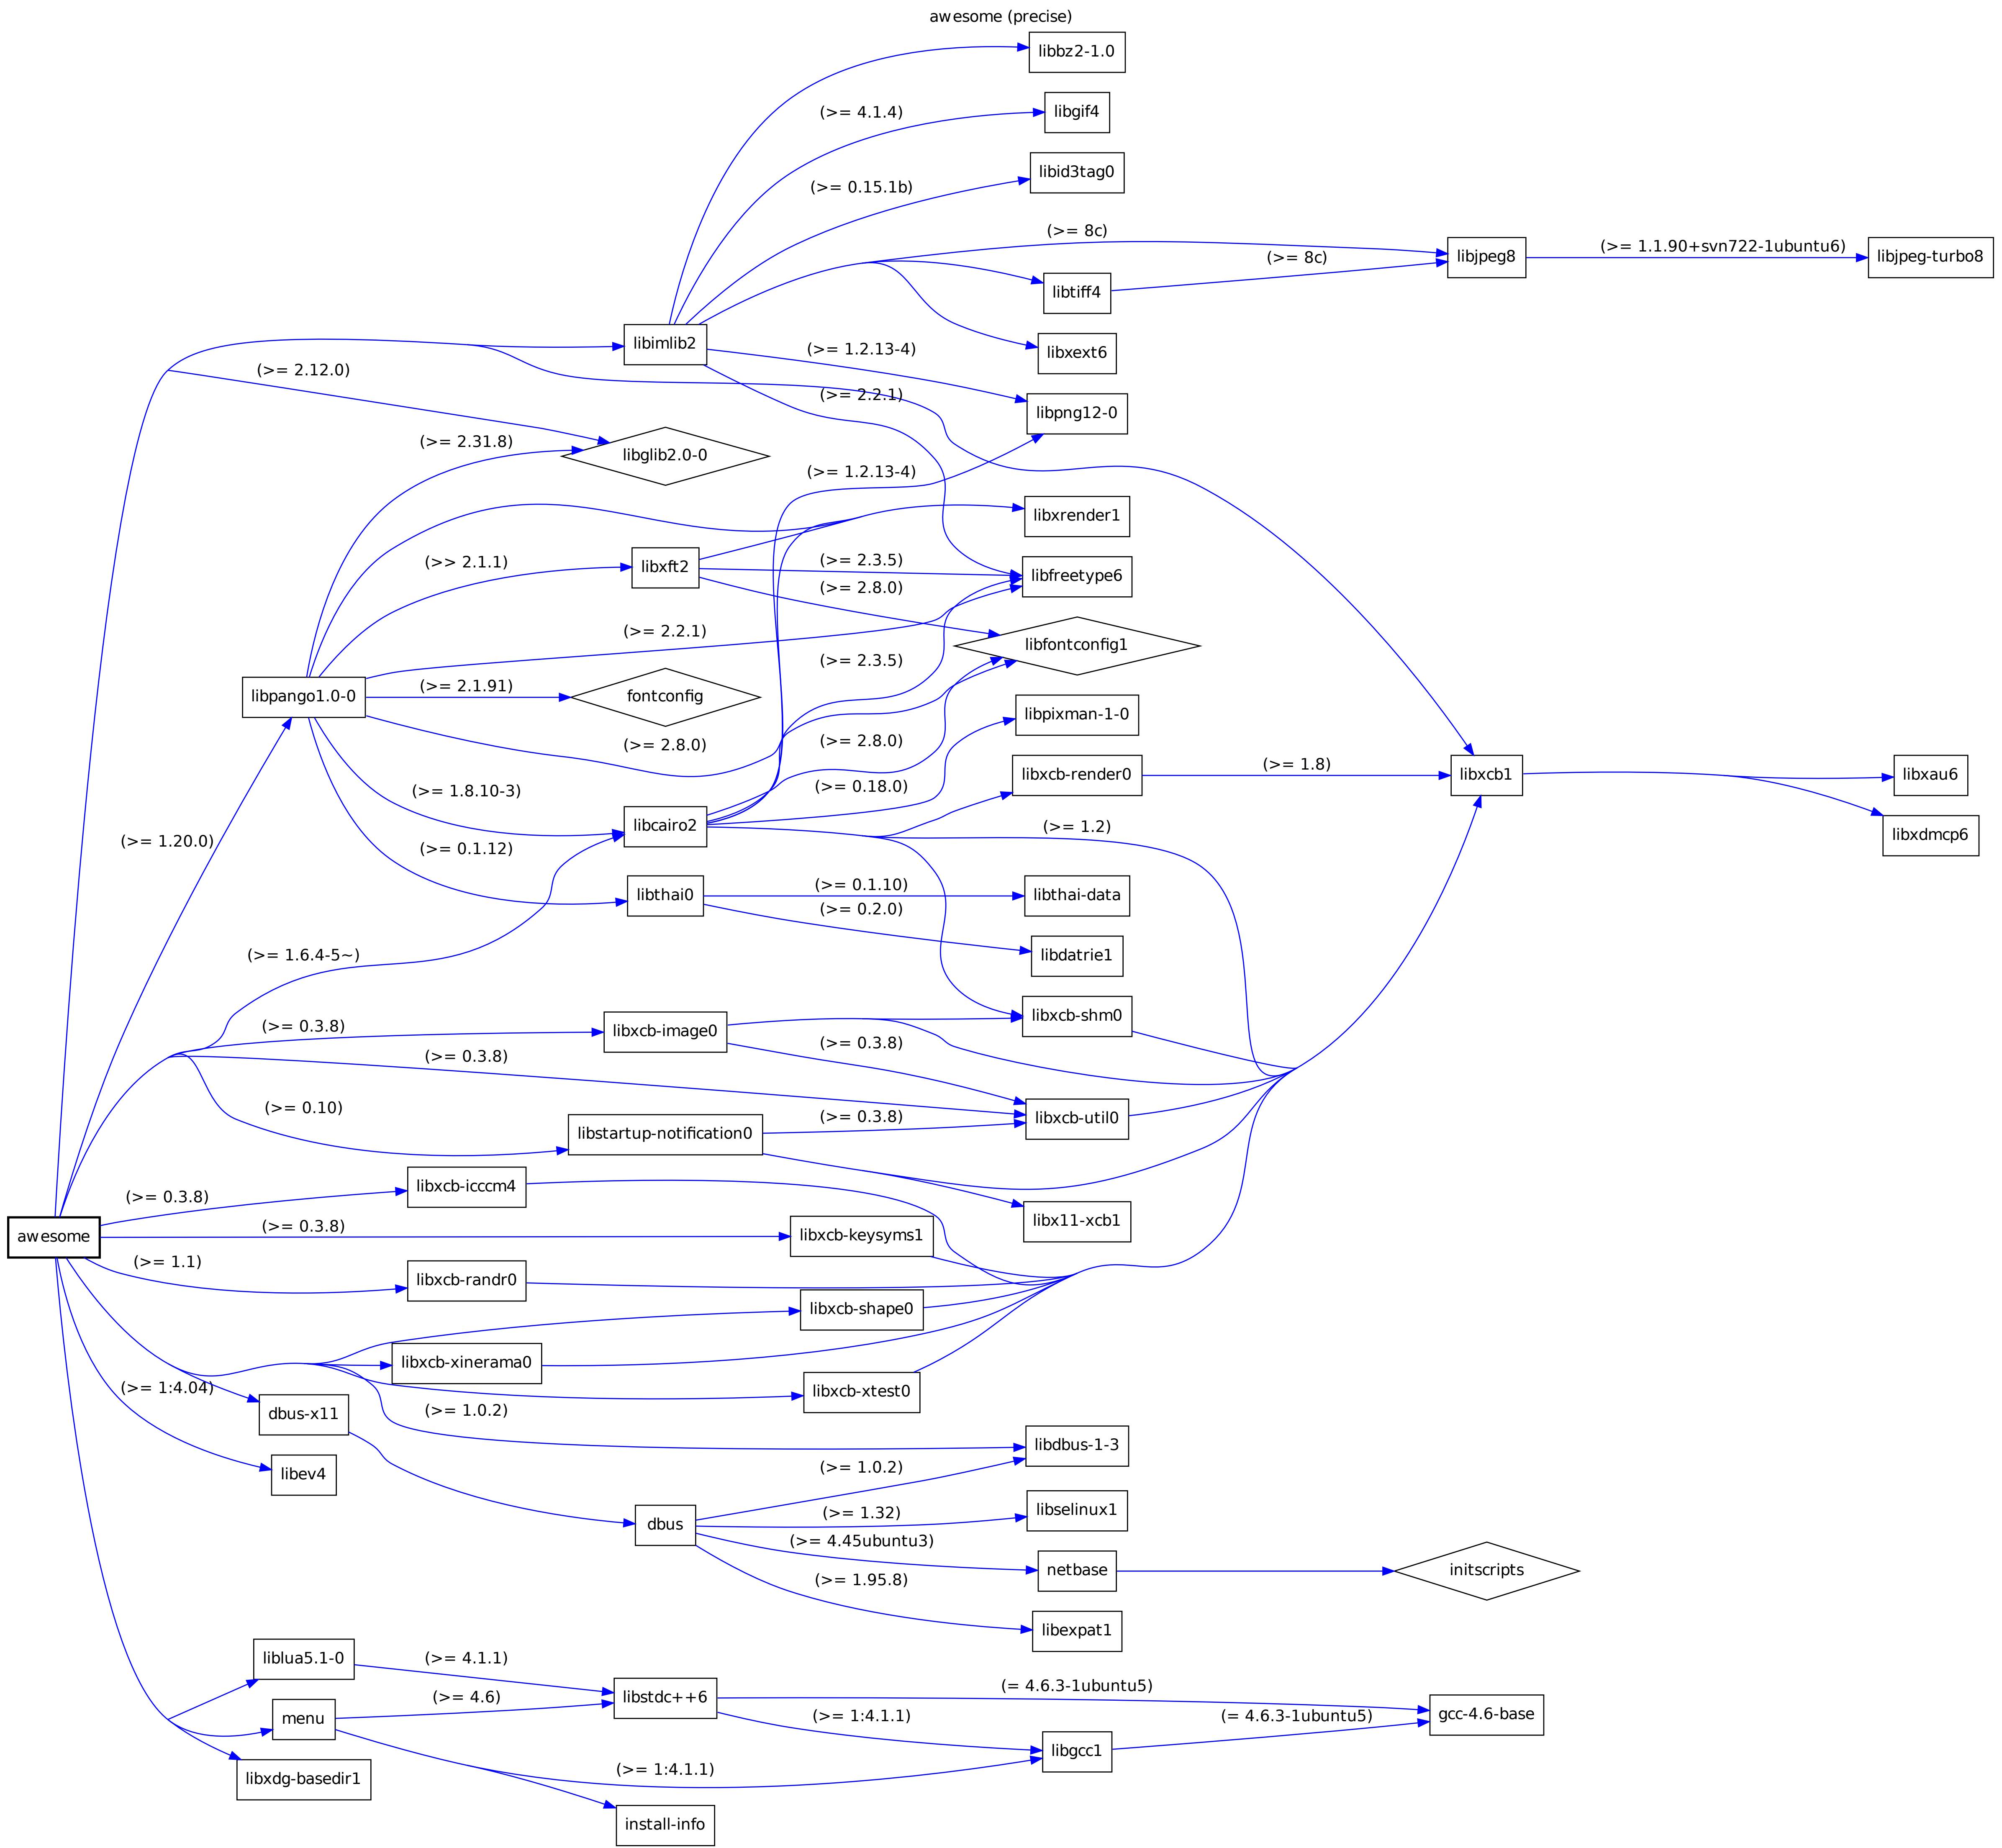 awesome (precise)
libbz2-1.0
(>= 4.1.4)
libgif4
(>= 0.15.1b)
libid3tag0
(>= 8c)
libjpeg8
(>= 1.1.90+svn722-1ubuntu6)
libjpeg-turbo8
(>= 8c)
libtiff4
libimlib2
libxext6
(>= 1.2.13-4)
(>= 2.12.0)
(>= 2.2.1)
libpng12-0
(>= 2.31.8)
libglib2.0-0
(>= 1.2.13-4)
libxrender1
(>> 2.1.1)
libxft2
(>= 2.3.5)
libfreetype6
(>= 2.8.0)
(>= 2.2.1)
libfontconfig1
(>= 2.3.5)
libpango1.0-0
(>= 2.1.91)
fontconfig
libpixman-1-0
(>= 2.8.0)
(>= 2.8.0)
(>= 0.18.0)
libxcb-render0
(>= 1.8)
libxcb1
libxau6
(>= 1.8.10-3)
libcairo2
(>= 1.2)
libxdmcp6
(>= 1.20.0)
(>= 0.1.12)
libthai0
(>= 0.1.10)
libthai-data
(>= 0.2.0)
(>= 1.6.4-5~)
libdatrie1
(>= 0.3.8)
libxcb-image0
libxcb-shm0
(>= 0.3.8)
(>= 0.3.8)
(>= 0.10)
libstartup-notification0
(>= 0.3.8)
libxcb-util0
(>= 0.3.8)
libxcb-icccm4
libx11-xcb1
awesome
(>= 0.3.8)
libxcb-keysyms1
(>= 1.1)
libxcb-randr0
libxcb-shape0
libxcb-xinerama0
(>= 1:4.04)
libxcb-xtest0
dbus-x11
(>= 1.0.2)
libdbus-1-3
libev4
(>= 1.0.2)
dbus
(>= 1.32)
libselinux1
(>= 4.45ubuntu3)
netbase
initscripts
(>= 1.95.8)
libexpat1
liblua5.1-0
(>= 4.1.1)
(>= 4.6)
libstdc++6
(= 4.6.3-1ubuntu5)
menu
(>= 1:4.1.1)
(= 4.6.3-1ubuntu5)
gcc-4.6-base
libgcc1
libxdg-basedir1
(>= 1:4.1.1)
install-info